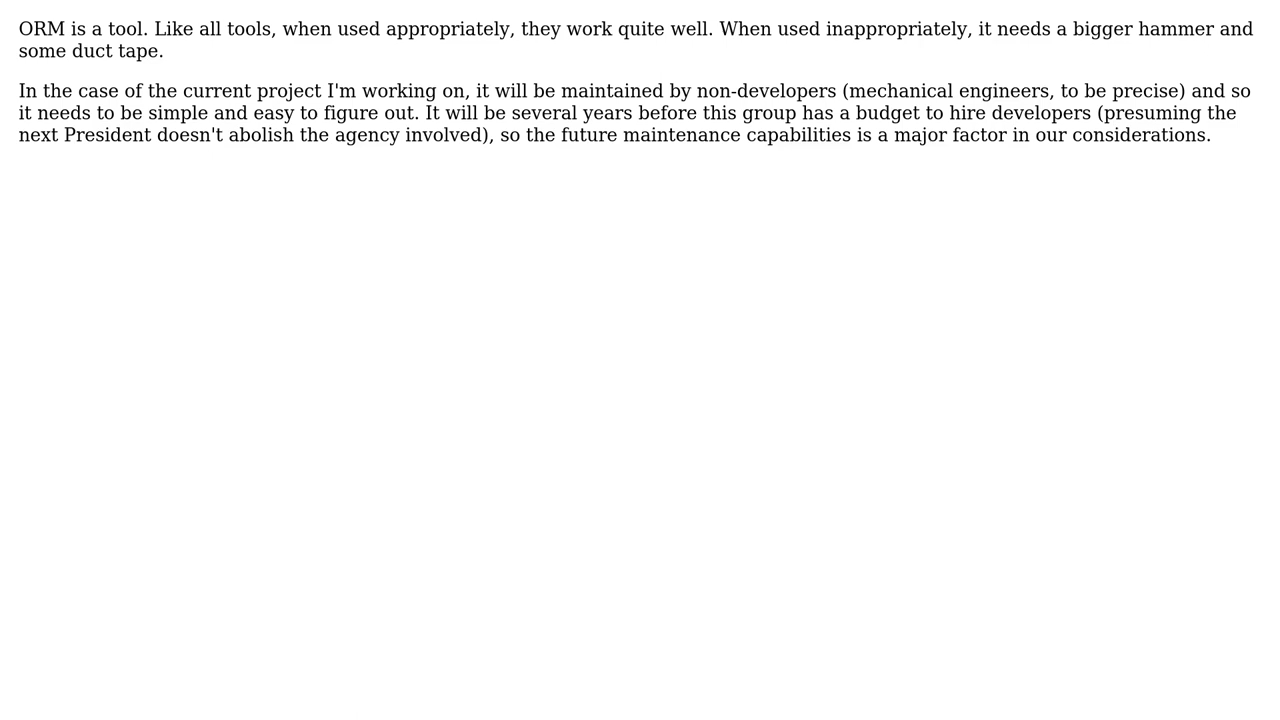 ORM is a tool. Like all tools, when used appropriately, they work quite well. When used inappropriately, it needs a bigger hammer and
some duct tape.
In the case of the current project I'm working on, it will be maintained by non-developers (mechanical engineers, to be precise) and so
it needs to be simple and easy to figure out. It will be several years before this group has a budget to hire developers (presuming the
next President doesn't abolish the agency involved), so the future maintenance capabilities is a major factor in our considerations.